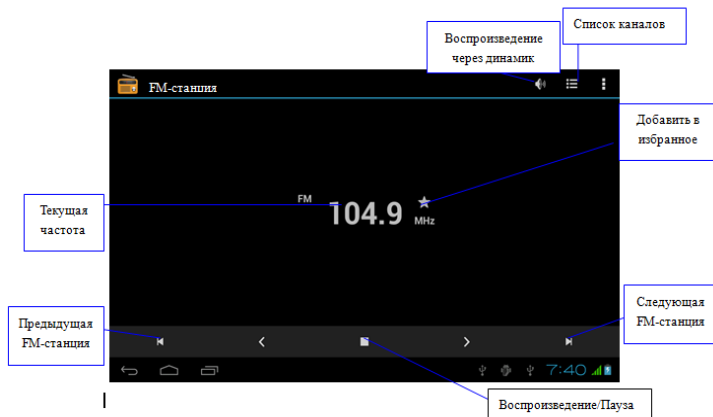 Список каналов
Воспроизведение
через динамик
FM-станция
Добавить в
избранное
FM
104.9
MHz
Текущая
частота
Следующая
FM-станция
Предыдущая
FM-станция
7:40
Воспроизведение/Пауза